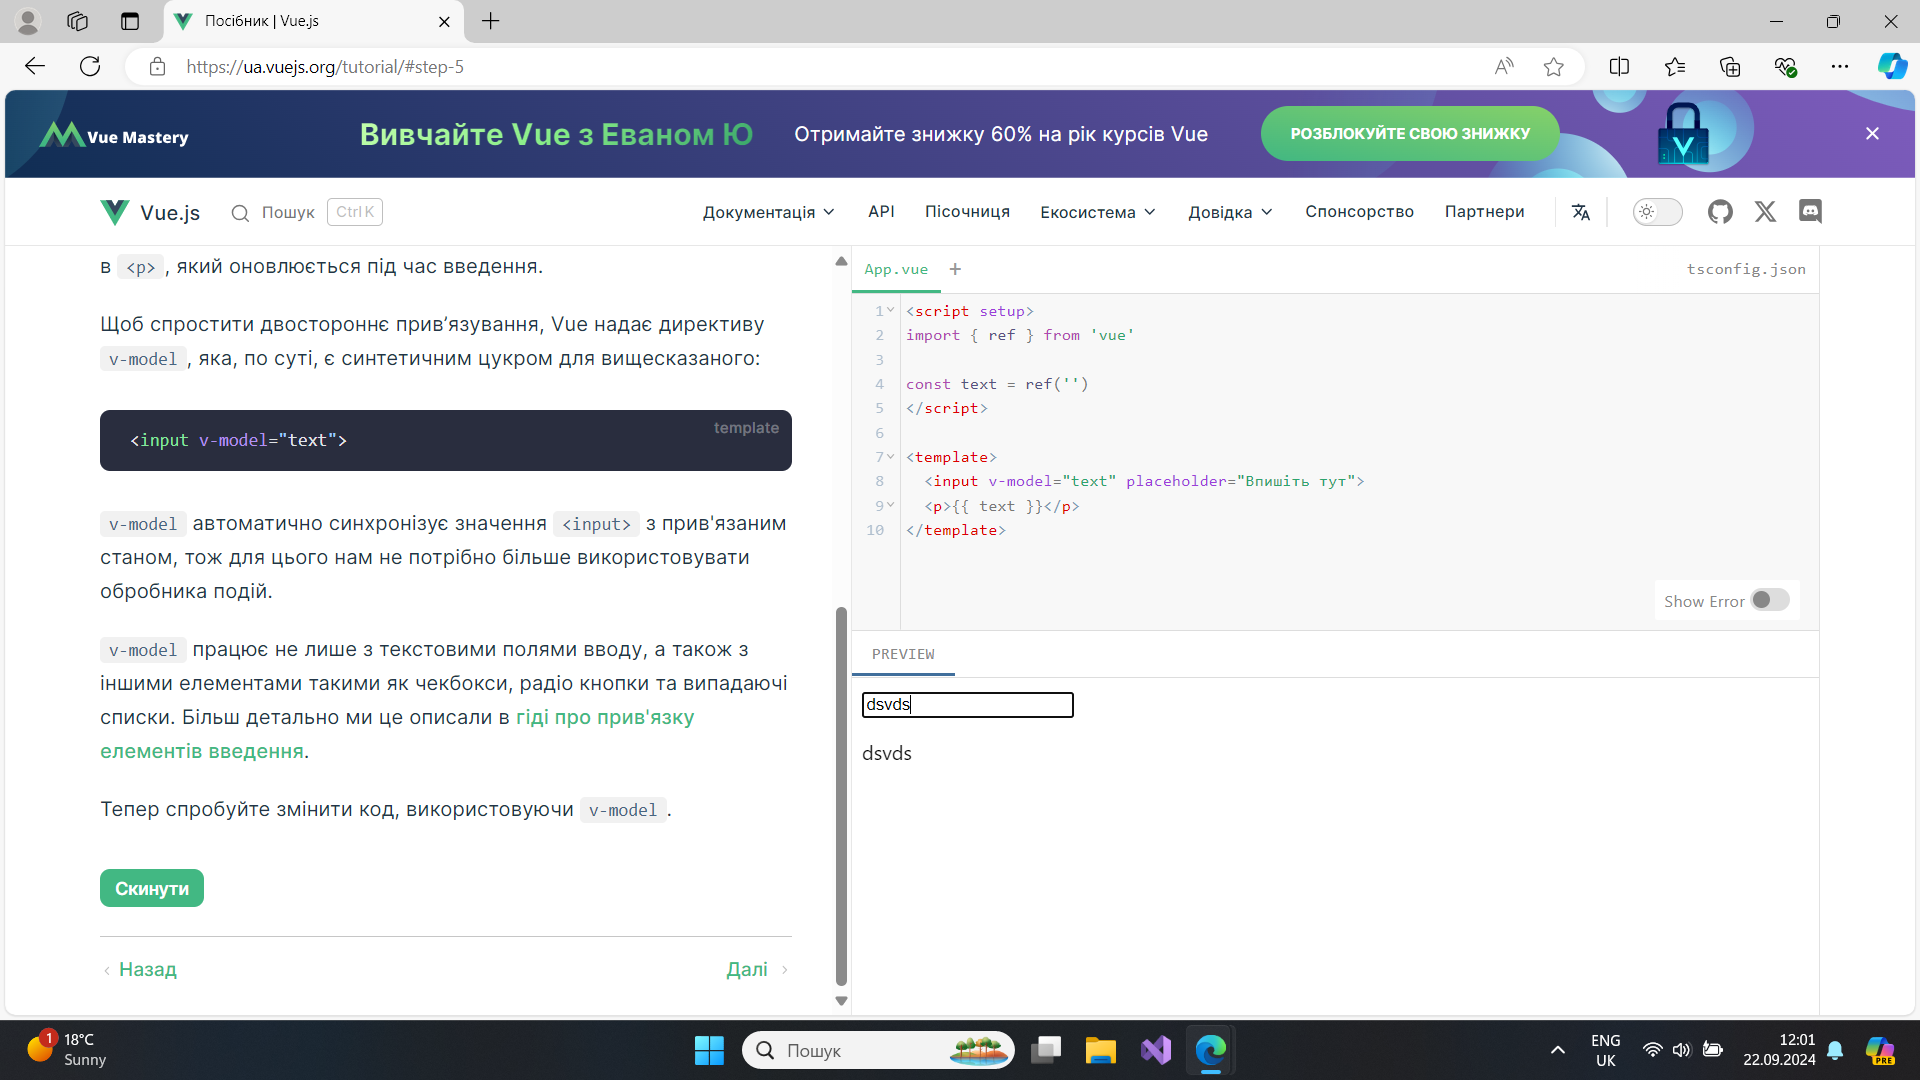 Посібник | Vue.js
https://ua.vuejs.org/tutorial/#step-5
Vue Mastery
Вивчайте Vue з Еваном Ю
Отримайте знижку 60% на рік курсів Vue
РОЗБЛОКУЙТЕ СВОЮ ЗНИЖКУ
Vue.js
Пошук
Ctrl K
Документація
API
Пісочниця
Екосистема
Довідка
Спонсорство
Партнери
в <p>, який оновлюється під час введення.
Щоб спростити двостороннє прив’язування, Vue надає директиву
v-model, яка, по суті, є синтетичним цукром для вищесказаного:
template
<input v-model="text">
v-model автоматично синхронізує значення <input> з прив'язаним
станом, тож для цього нам не потрібно більше використовувати
обробника подій.
v-model працює не лише з текстовими полями вводу, а також з
іншими елементами такими як чекбокси, радіо кнопки та випадаючі
списки. Більш детально ми це описали в гіді про прив'язку
елементів введення.
Тепер спробуйте змінити код, використовуючи v-model.
Скинути
Назад
Далі
App.vue +
tsconfig.json
1 <script setup>
2 import { ref } from 'vue'
3
4 const text = ref('')
5 </script>
6
7 <template>
8 <input v-model="text" placeholder="Впишіть тут">
9 <p>{{ text }}</p>
10 </template>
Show Error
PREVIEW
dsvds
dsvds
1
18°C
Sunny
Пошук
ENG
UK
12:01
22.09.2024
PRE